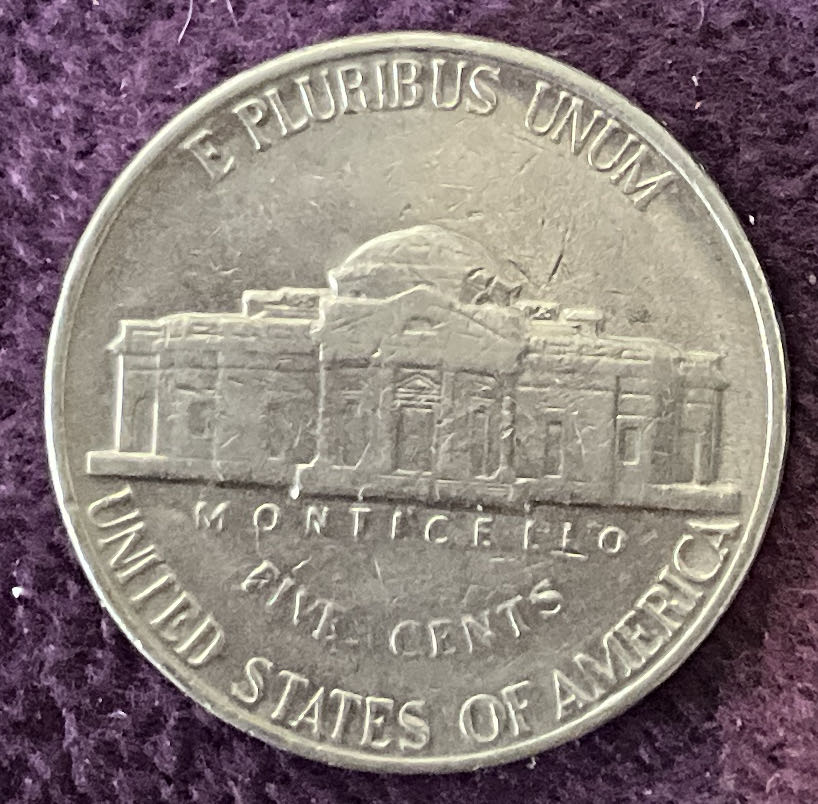 E PLURIBUS UNUM
MONTICELLO
FIVE CENTS
UNITED STATES OF AMERICA